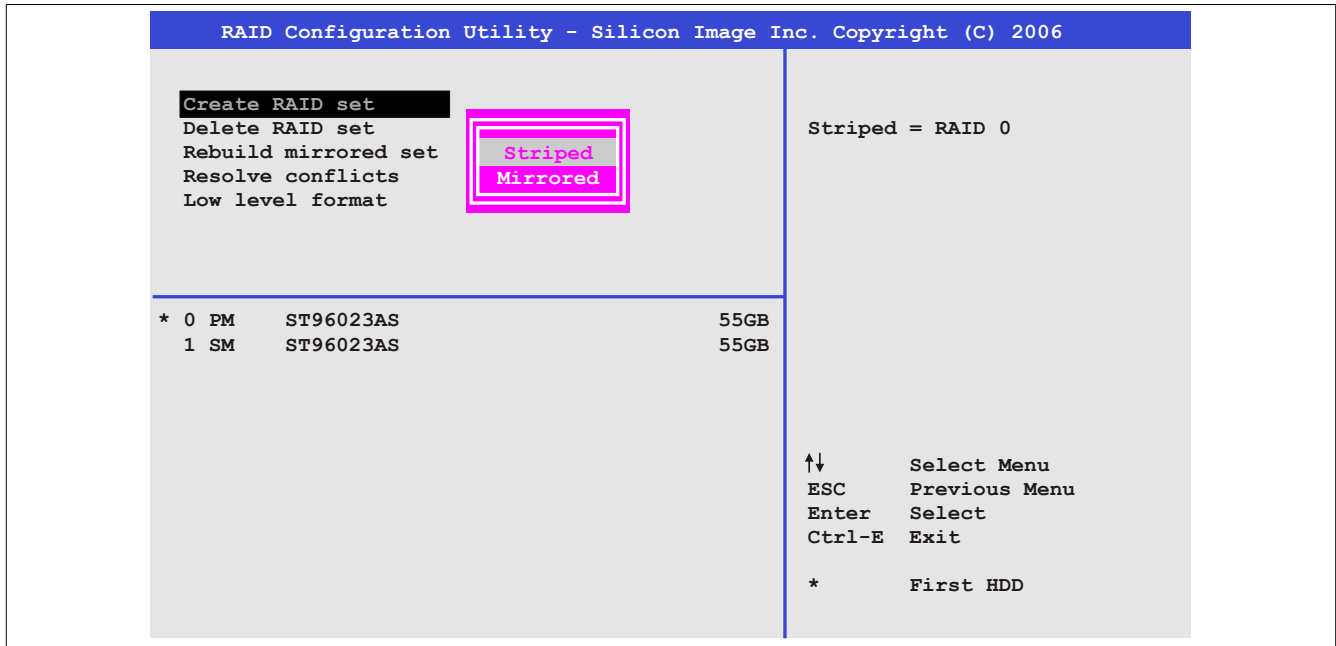 RAID Configuration Utility - Silicon Image Inc. Copyright (C) 2006
Create RAID set
Delete RAID set
Rebuild mirrored set
Resolve conflicts
Low level format
Striped
Mirrored
Striped = RAID 0
* 0 PM ST96023AS 55GB
1 SM ST96023AS 55GB
↑↓ Select Menu
ESC Previous Menu
Enter Select
Ctrl-E Exit
* First HDD